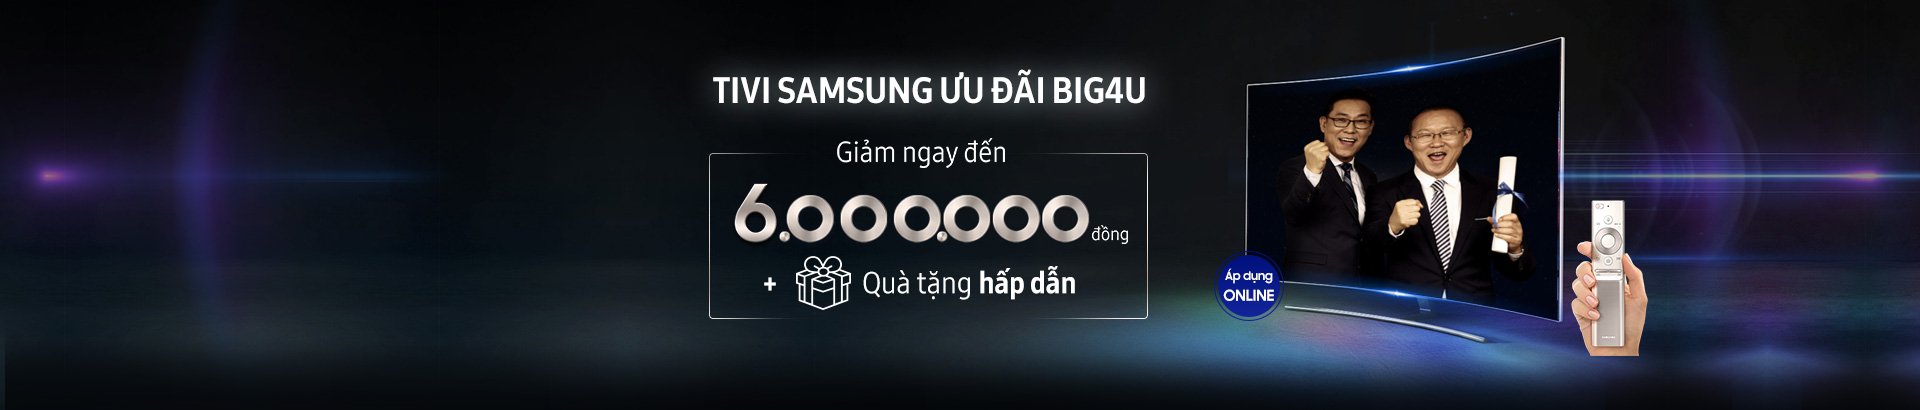 TIVI SAMSUNG ƯU ĐÃI BIG4U
Giảm ngay đến
6.000.000 đồng
+ Quà tặng hấp dẫn
Áp dụng
ONLINE
SAMSUNG